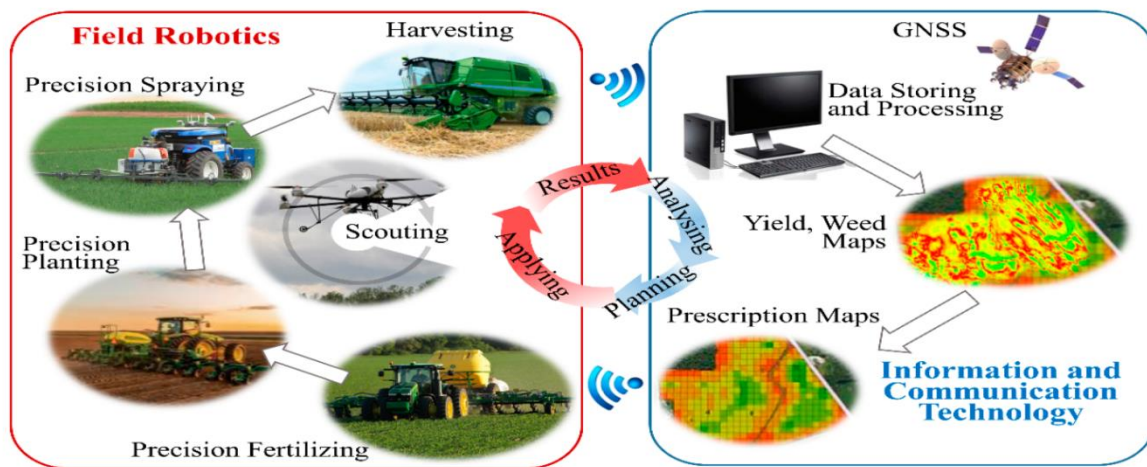 Field Robotics
Harvesting
Precision Spraying
Scouting
Precision
Planting
Precision Fertilizing
Results
Analysing
Planning
Applying
GNSS
Data Storing
and Processing
Yield, Weed
Maps
Prescription Maps
Information and
Communication
Technology